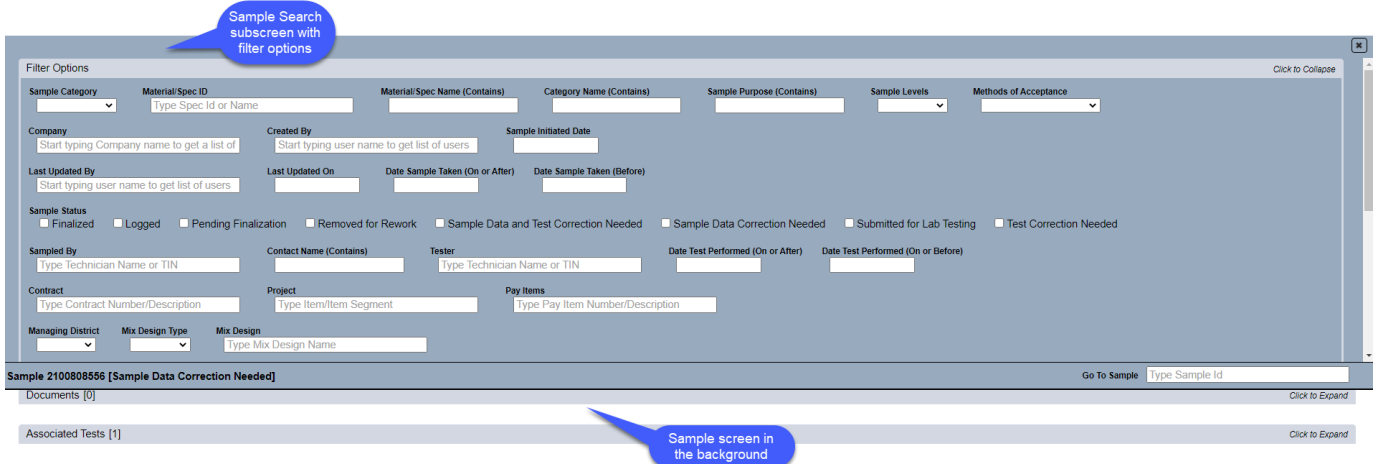 Sample Search
subscreen with
filter options
Filter Options Click to Collapse
Sample Category Material/Spec ID Material/Spec Name (Contains) Category Name (Contains) Sample Purpose (Contains) Sample Levels Methods of Acceptance
Type Spec Id or Name
Company Created By Sample Initiated Date
Start typing Company name to get a list of Start typing user name to get list of users
Last Updated By Last Updated On Date Sample Taken (On or After) Date Sample Taken (Before)
Start typing user name to get list of users
Sample Status
Finalized Logged Pending Finalization Removed for Rework Sample Data and Test Correction Needed Sample Data Correction Needed Submitted for Lab Testing Test Correction Needed
Sampled By Contact Name (Contains) Tester Date Test Performed (On or After) Date Test Performed (On or Before)
Type Technician Name or TIN Type Technician Name or TIN
Contract Project Pay Items
Type Contract Number/Description Type Item/Item Segment Type Pay Item Number/Description
Managing District Mix Design Type Mix Design
Type Mix Design Name
Sample 2100808556 [Sample Data Correction Needed] Go To Sample Type Sample Id
Documents [0] Click to Expand
Associated Tests [1] Click to Expand
Sample screen in
the background